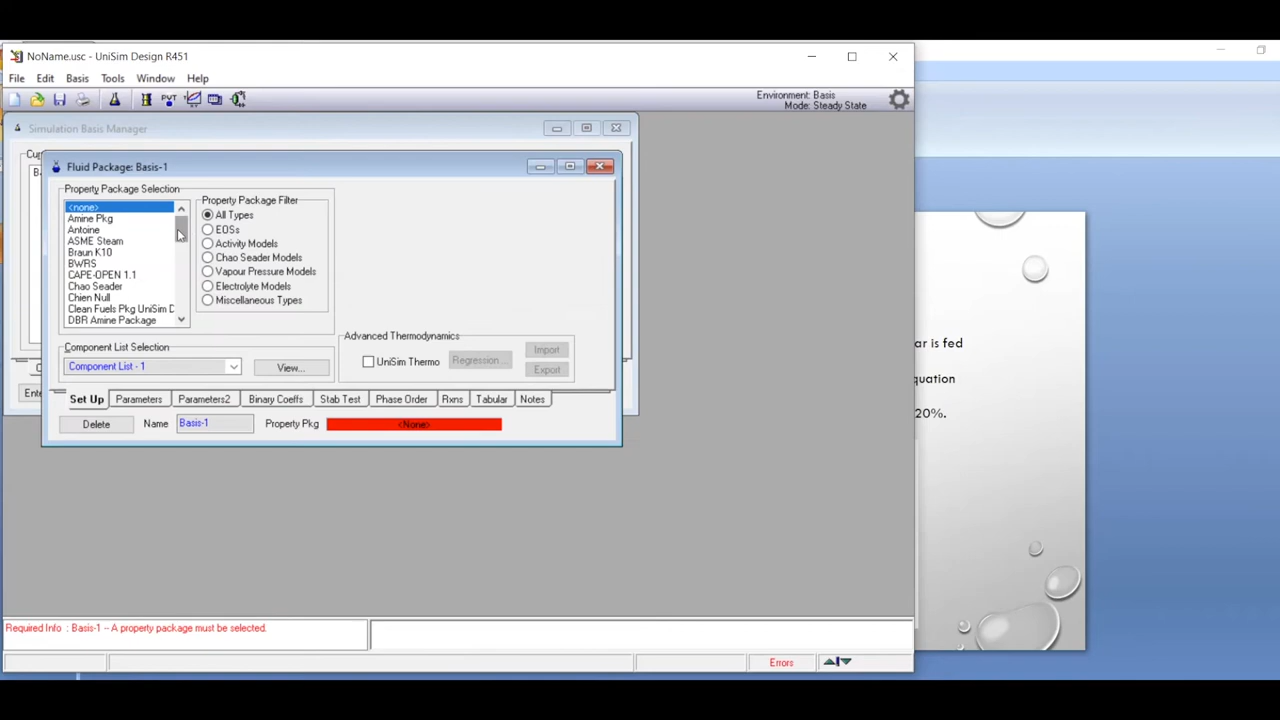 NoName.usc - UniSim Design R451
File Edit Basis Tools Window Help
Environment: Basis
Mode: Steady State
Simulation Basis Manager
Fluid Package: Basis-1
Property Package Selection
<none>
Amine Pkg
Antoine
ASME Steam
Braun K10
BWRS
CAPE-OPEN 1.1
Chao Seader
Chien Null
Clean Fuels Pkg UniSim D
DBR Amine Package
Property Package Filter
All Types
EOSs
Activity Models
Chao Seader Models
Vapour Pressure Models
Electrolyte Models
Miscellaneous Types
Component List Selection
Component List - 1
View...
Advanced Thermodynamics
UniSim Thermo
Regression...
Import
Export
Set Up Parameters Parameters2 Binary Coeffs Stab Test Phase Order Rxns Tabular Notes
Delete Name Basis-1 Property Pkg <None>
Required Info : Basis-1 -- A property package must be selected.
Errors
ar is fed
quation
20%.